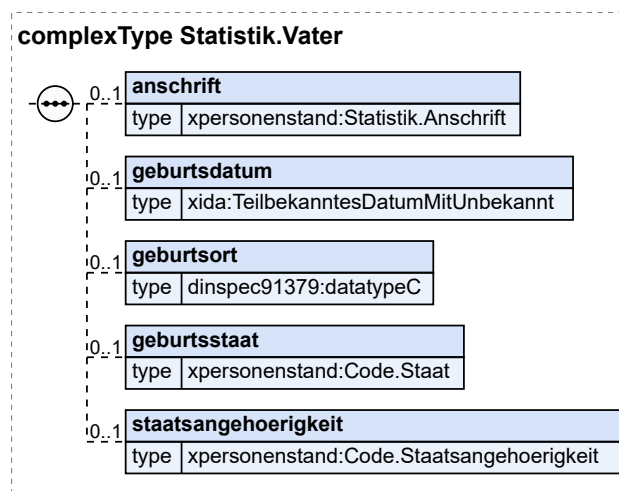 complexType Statistik.Vater
0..1 anschrift
type xpersonenstand:Statistik.Anschrift
0..1 geburtsdatum
type xida:TeilbekanntesDatumMitUnbekannt
0..1 geburtsort
type dinspec91379:datatypeC
0..1 geburtsstaat
type xpersonenstand:Code.Staat
0..1 staatsangehoerigkeit
type xpersonenstand:Code.Staatsangehoerigkeit